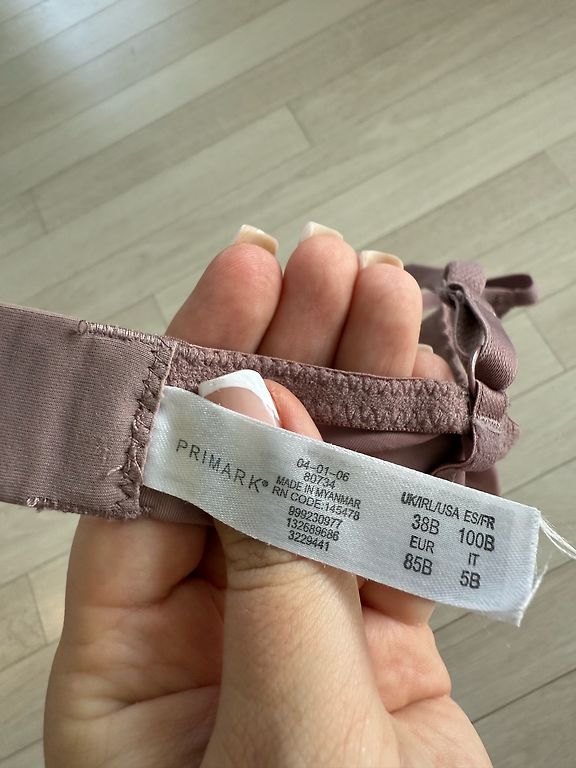 PRIMARK®
04-01-06
80734
MADE IN MYANMAR
RN CODE:145478
999230977
132689686
3229441
UK/IRL/USA ES/FR
38B 100B
EUR IT
85B 5B